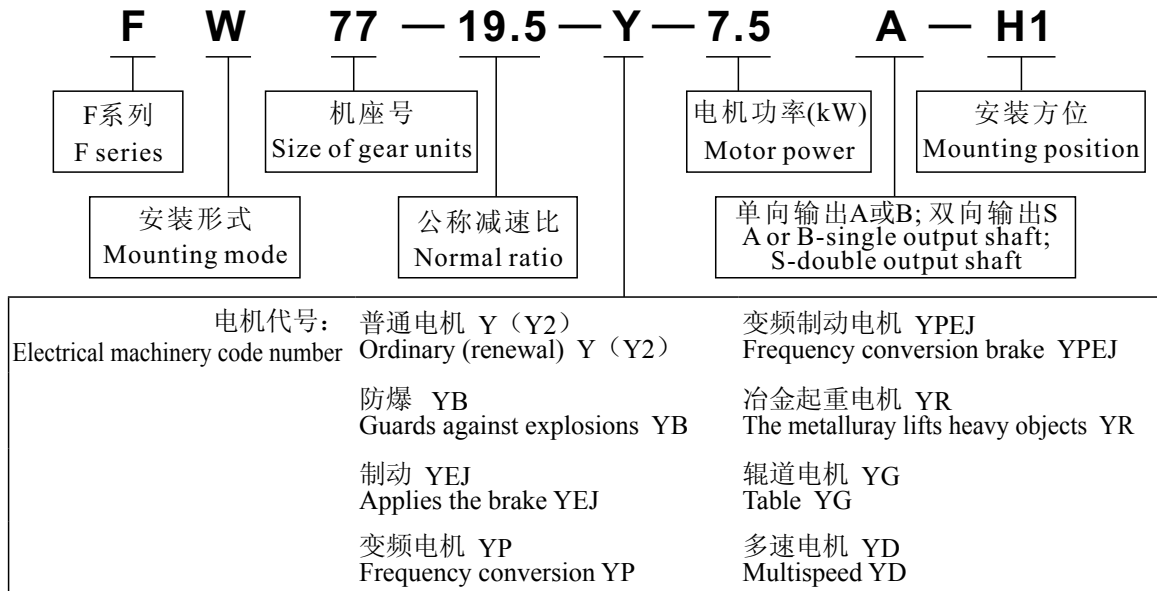 F W 77 — 19.5 — Y — 7.5 A — H1
F系列
F series
机座号
Size of gear units
电机功率(kW)
Motor power
安装方位
Mounting position
安装形式
Mounting mode
公称减速比
Normal ratio
单向输出A或B; 双向输出S
A or B-single output shaft;
S-double output shaft
电机代号：
Electrical machinery code number
普通电机 Y（Y2）
Ordinary (renewal) Y（Y2）
防爆 YB
Guards against explosions YB
制动 YEJ
Applies the brake YEJ
变频电机 YP
Frequency conversion YP
变频制动电机 YPEJ
Frequency conversion brake YPEJ
冶金起重电机 YR
The metalluray lifts heavy objects YR
辊道电机 YG
Table YG
多速电机 YD
Multispeed YD